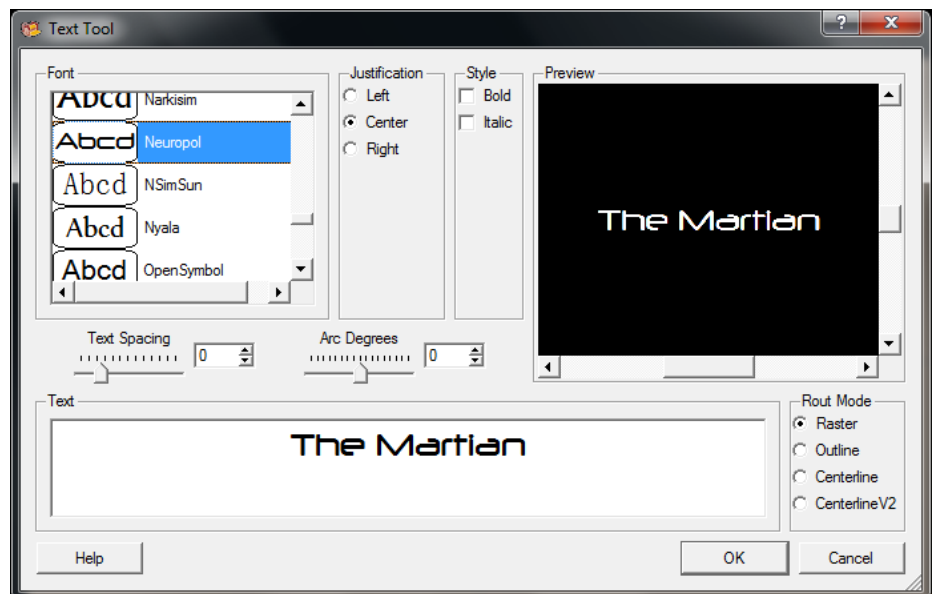 Text Tool
?
X
Font
Abcd Narkisim
Abcd Neuropol
Abcd NSimSun
Abcd Nyala
Abcd OpenSymbol
Justification
Left
Center
Right
Style
Bold
Italic
Preview
The Martian
Text Spacing
0
Arc Degrees
0
Text
The Martian
Rout Mode
Raster
Outline
Centerline
CenterlineV2
Help
OK
Cancel